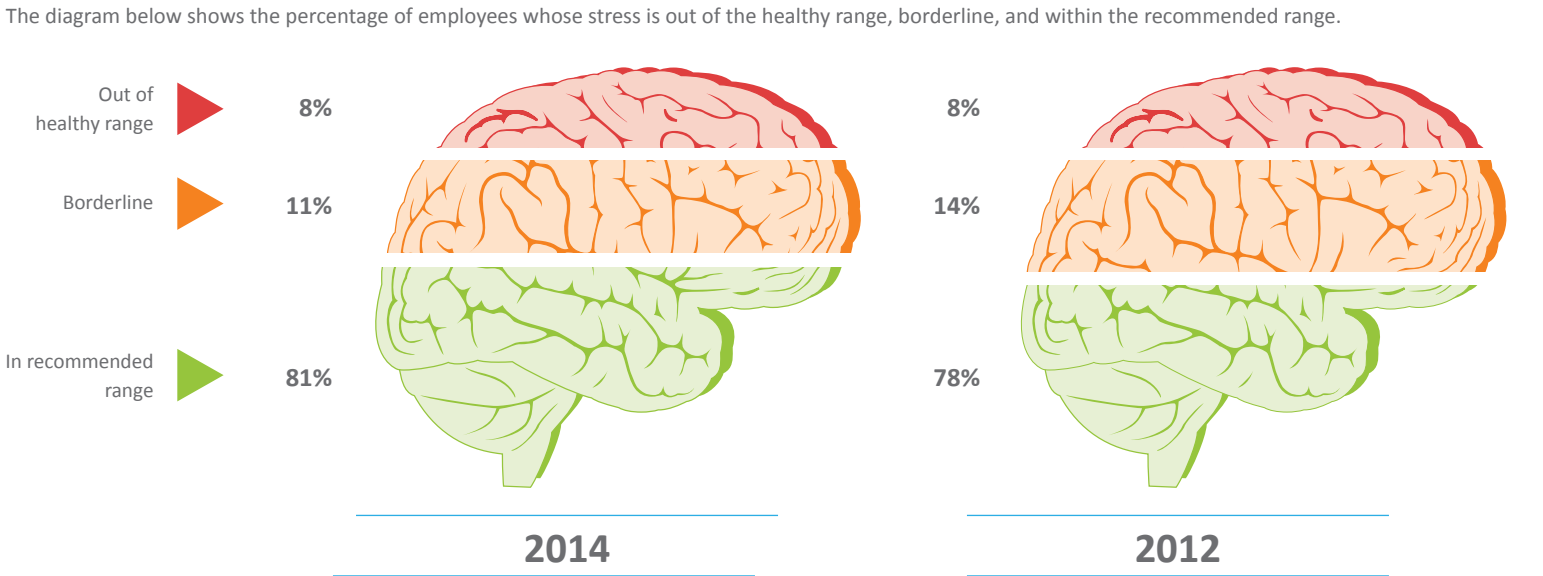 The diagram below shows the percentage of employees whose stress is out of the healthy range, borderline, and within the recommended range.
Out of
healthy range
8%
8%
Borderline
11%
14%
In recommended
range
81%
78%
2014
2012